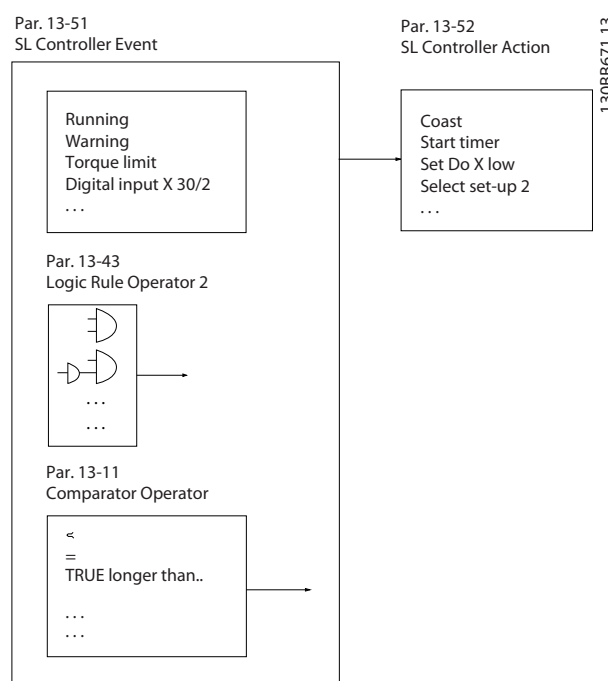 Par. 13-51
SL Controller Event
Par. 13-52
SL Controller Action
130BB671.13
Running
Warning
Torque limit
Digital input X 30/2
. . .
Coast
Start timer
Set Do X low
Select set-up 2
. . .
Par. 13-43
Logic Rule Operator 2
. . .
. . .
Par. 13-11
Comparator Operator
=
TRUE longer than..
. . .
. . .